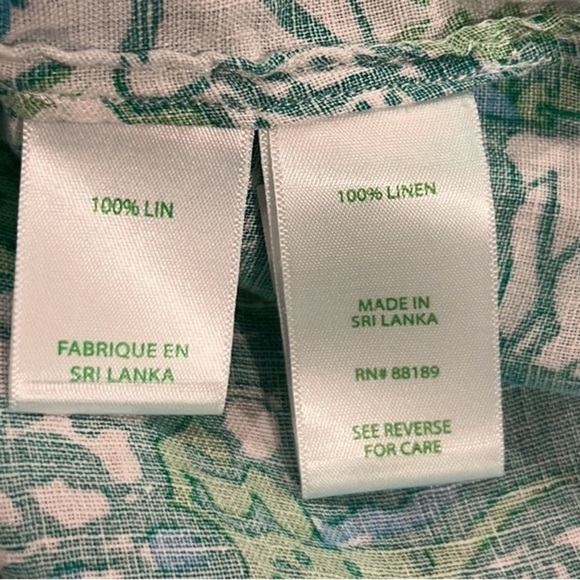 100% LIN
FABRIQUE EN
SRI LANKA
100% LINEN
MADE IN
SRI LANKA
RN# 88189
SEE REVERSE
FOR CARE